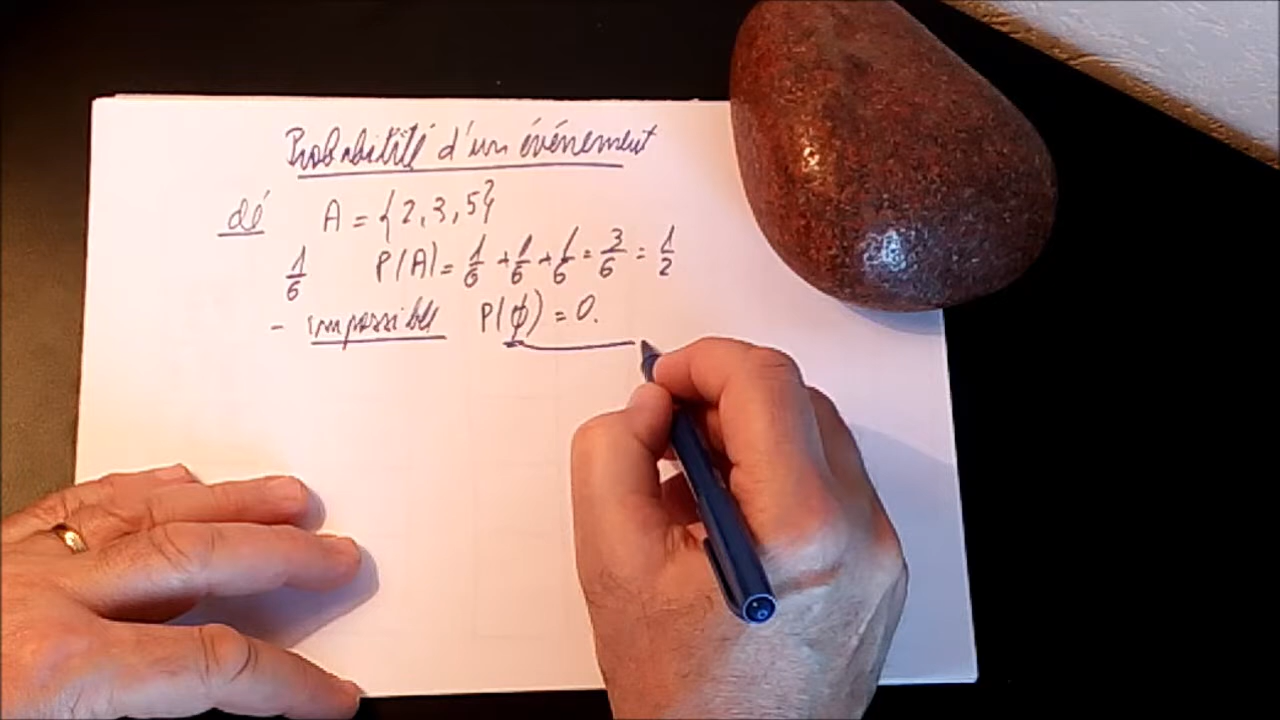 Probabilité d'un événement
dé A = {2, 3, 5}
1/6 P(A) = 1/6 + 1/6 + 1/6 = 3/6 = 1/2
- impossible P(ϕ) = 0.